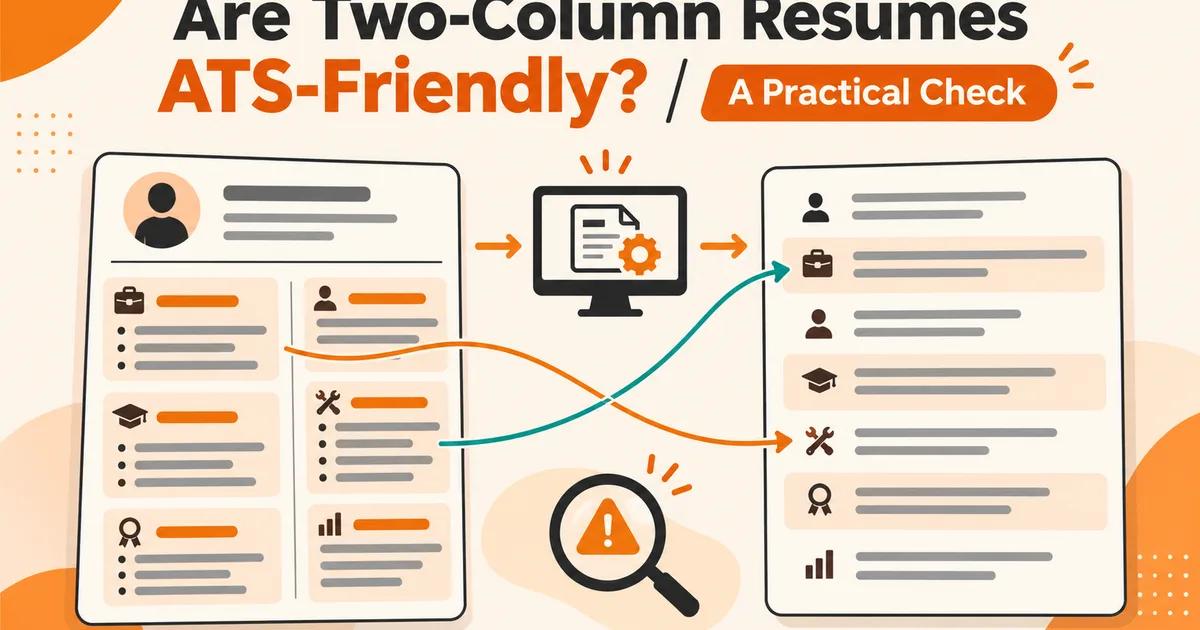 Are Two-Column Resumes
ATS-Friendly? / A Practical Check